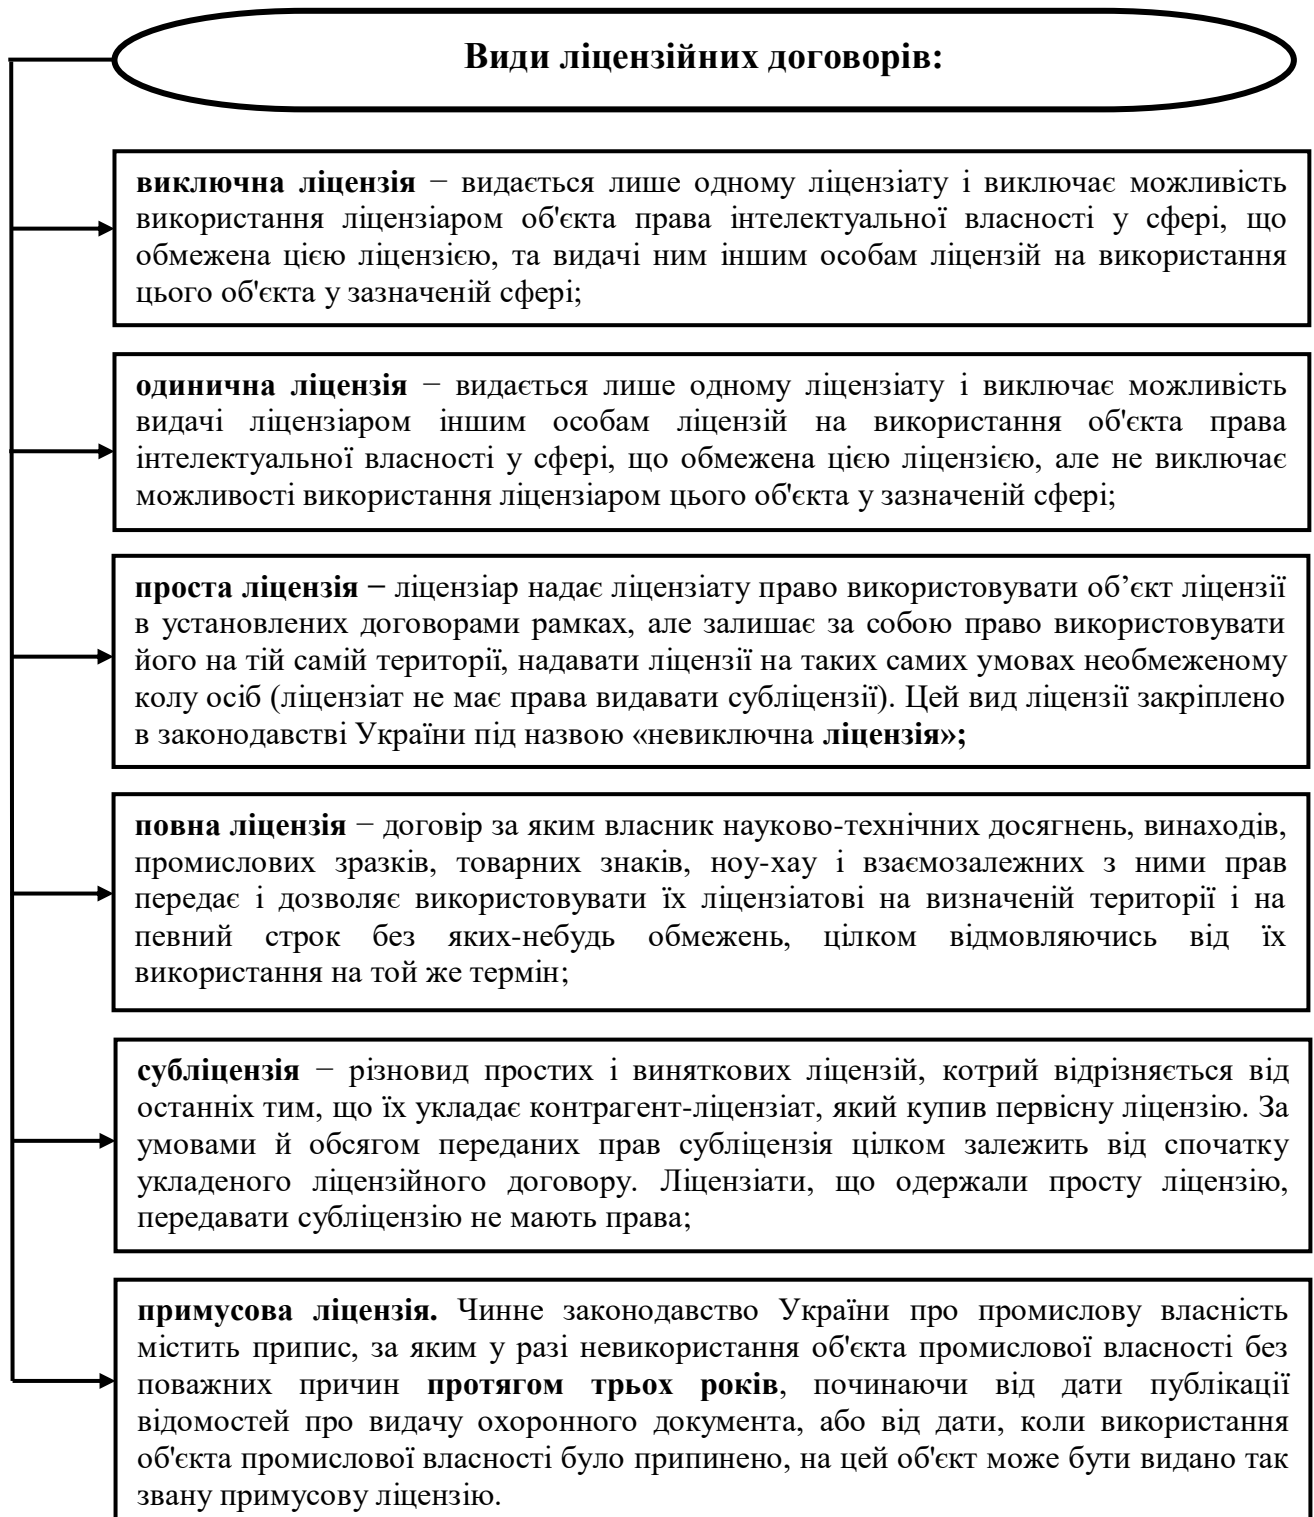 Види ліцензійних договорів:
виключна ліцензія − видається лише одному ліцензіату і виключає можливість
використання ліцензіаром об'єкта права інтелектуальної власності у сфері, що
обмежена цією ліцензією, та видачі ним іншим особам ліцензій на використання
цього об'єкта у зазначеній сфері;
одинична ліцензія − видається лише одному ліцензіату і виключає можливість
видачі ліцензіаром іншим особам ліцензій на використання об'єкта права
інтелектуальної власності у сфері, що обмежена цією ліцензією, але не виключає
можливості використання ліцензіаром цього об'єкта у зазначеній сфері;
проста ліцензія – ліцензіар надає ліцензіату право використовувати об’єкт ліцензії
в установлених договорами рамках, але залишає за собою право використовувати
його на тій самій території, надавати ліцензії на таких самих умовах необмеженому
колу осіб (ліцензіат не має права видавати субліцензії). Цей вид ліцензії закріплено
в законодавстві України під назвою «невиключна ліцензія»;
повна ліцензія − договір за яким власник науково-технічних досягнень, винаходів,
промислових зразків, товарних знаків, ноу-хау і взаємозалежних з ними прав
передає і дозволяє використовувати їх ліцензіатові на визначеній території і на
певний строк без яких-небудь обмежень, цілком відмовляючись від їх
використання на той же термін;
субліцензія − різновид простих і виняткових ліцензій, котрий відрізняється від
останніх тим, що їх укладає контрагент-ліцензіат, який купив первісну ліцензію. За
умовами й обсягом переданих прав субліцензія цілком залежить від спочатку
укладеного ліцензійного договору. Ліцензіати, що одержали просту ліцензію,
передавати субліцензію не мають права;
примусова ліцензія. Чинне законодавство України про промислову власність
містить припис, за яким у разі невикористання об'єкта промислової власності без
поважних причин протягом трьох років, починаючи від дати публікації
відомостей про видачу охоронного документа, або від дати, коли використання
об'єкта промислової власності було припинено, на цей об'єкт може бути видано так
звану примусову ліцензію.